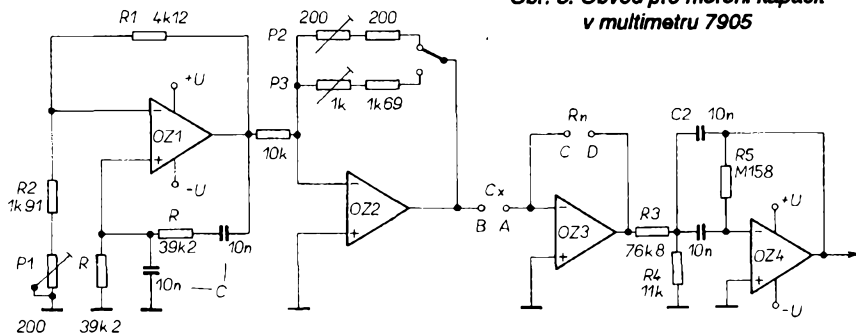 Obr. 3. Obvod pro měření kapacit
v multimetru 7905
R1 4k12
P2 200 200
P3 1k 1k69
+U
OZ1
-U
10k
R2
1k91
P1
200
R
39k2
R
39k2
10n
10n
C
OZ2
Cx
B A
Rn
C D
OZ3
R3
76k8
R4
11k
C2 10n
R5
M158
10n
+U
OZ4
-U